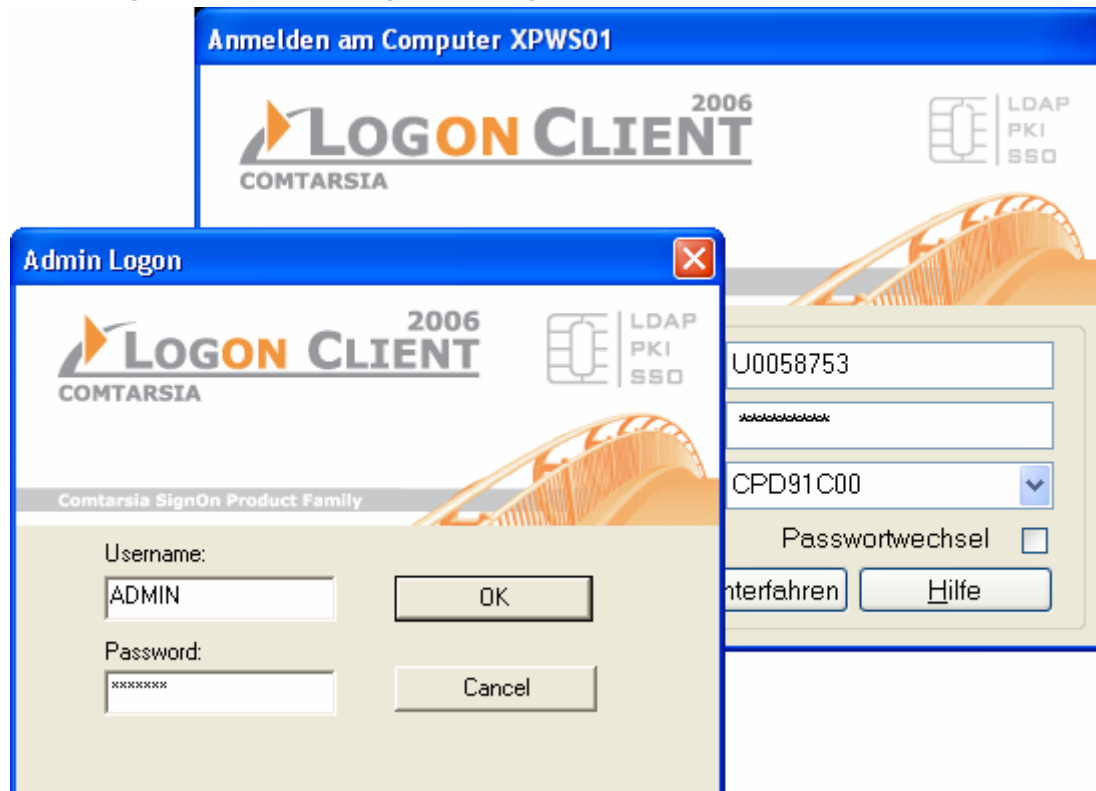 Anmelden am Computer XPWS01
2006
LOGON CLIENT
COMTARSIA
LDAP
PKI
SSO
U0058753
**********
CPD91C00
Passwortwechsel
nterfahren
Hilfe
Admin Logon
2006
LOGON CLIENT
COMTARSIA
LDAP
PKI
SSO
Comtarsia SignOn Product Family
Username:
ADMIN
OK
Password:
*******
Cancel